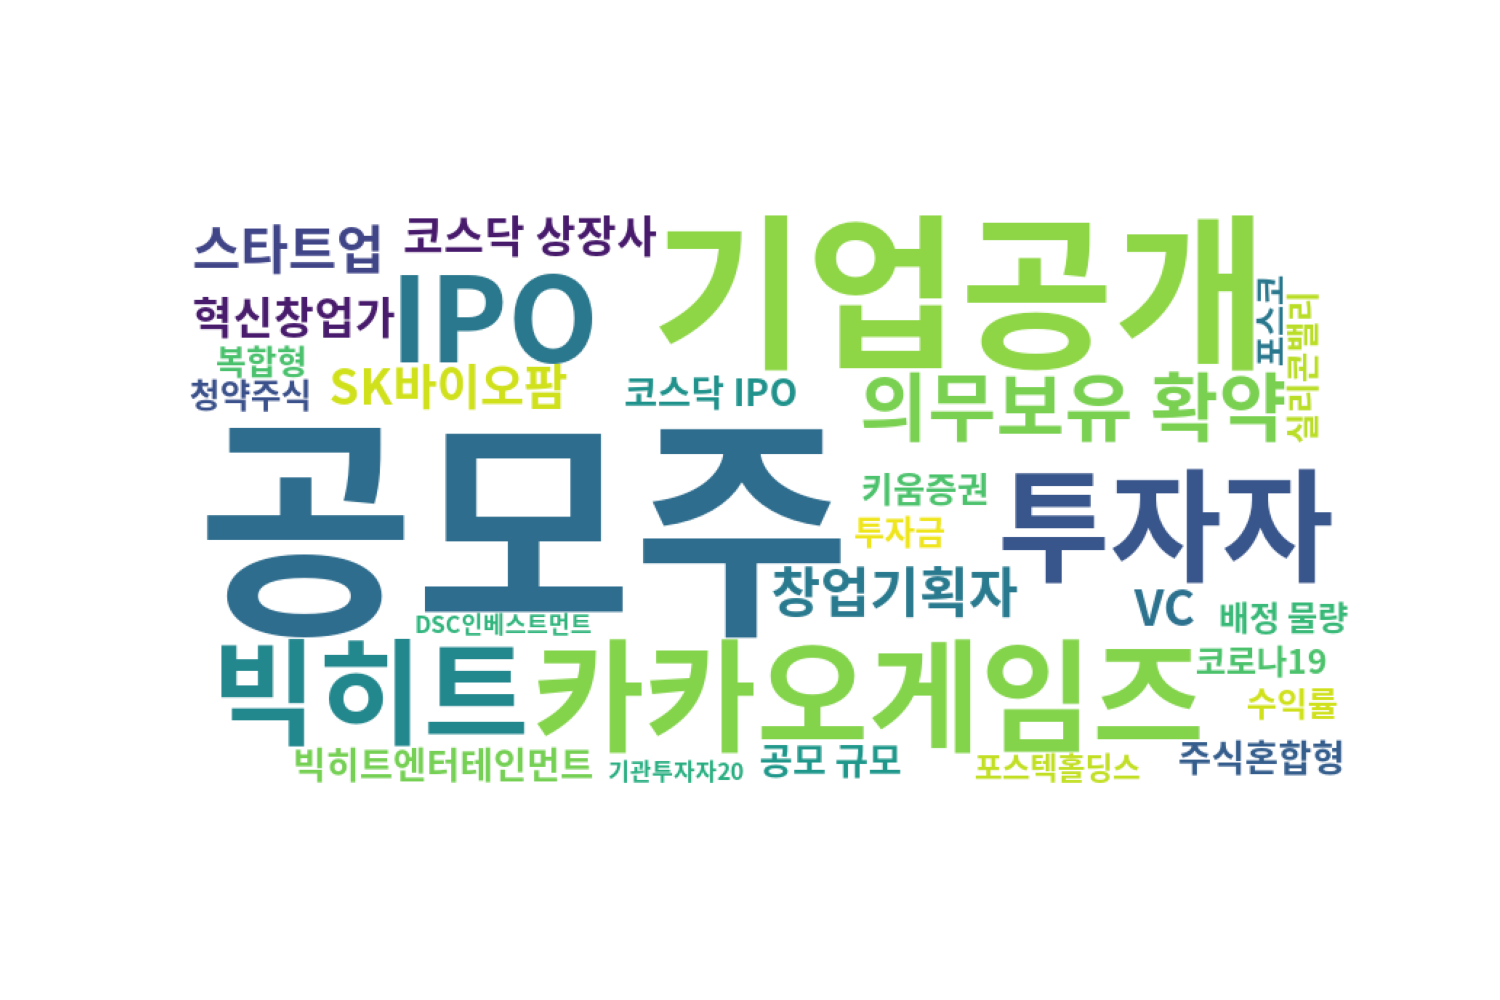 스타트업
코스닥 상장사
기업공개
혁신창업가
IPO
포스코
실리콘밸리
복합형
청약주식
SK바이오팜
코스닥 IPO
의무보유 확약
공모주
키움증권
투자자
투자금
창업기획자
VC
배정 물량
DSC인베스트먼트
빅히트
카카오게임즈
코로나19
수익률
빅히트엔터테인먼트
기관투자자20
공모 규모
포스텍홀딩스
주식혼합형